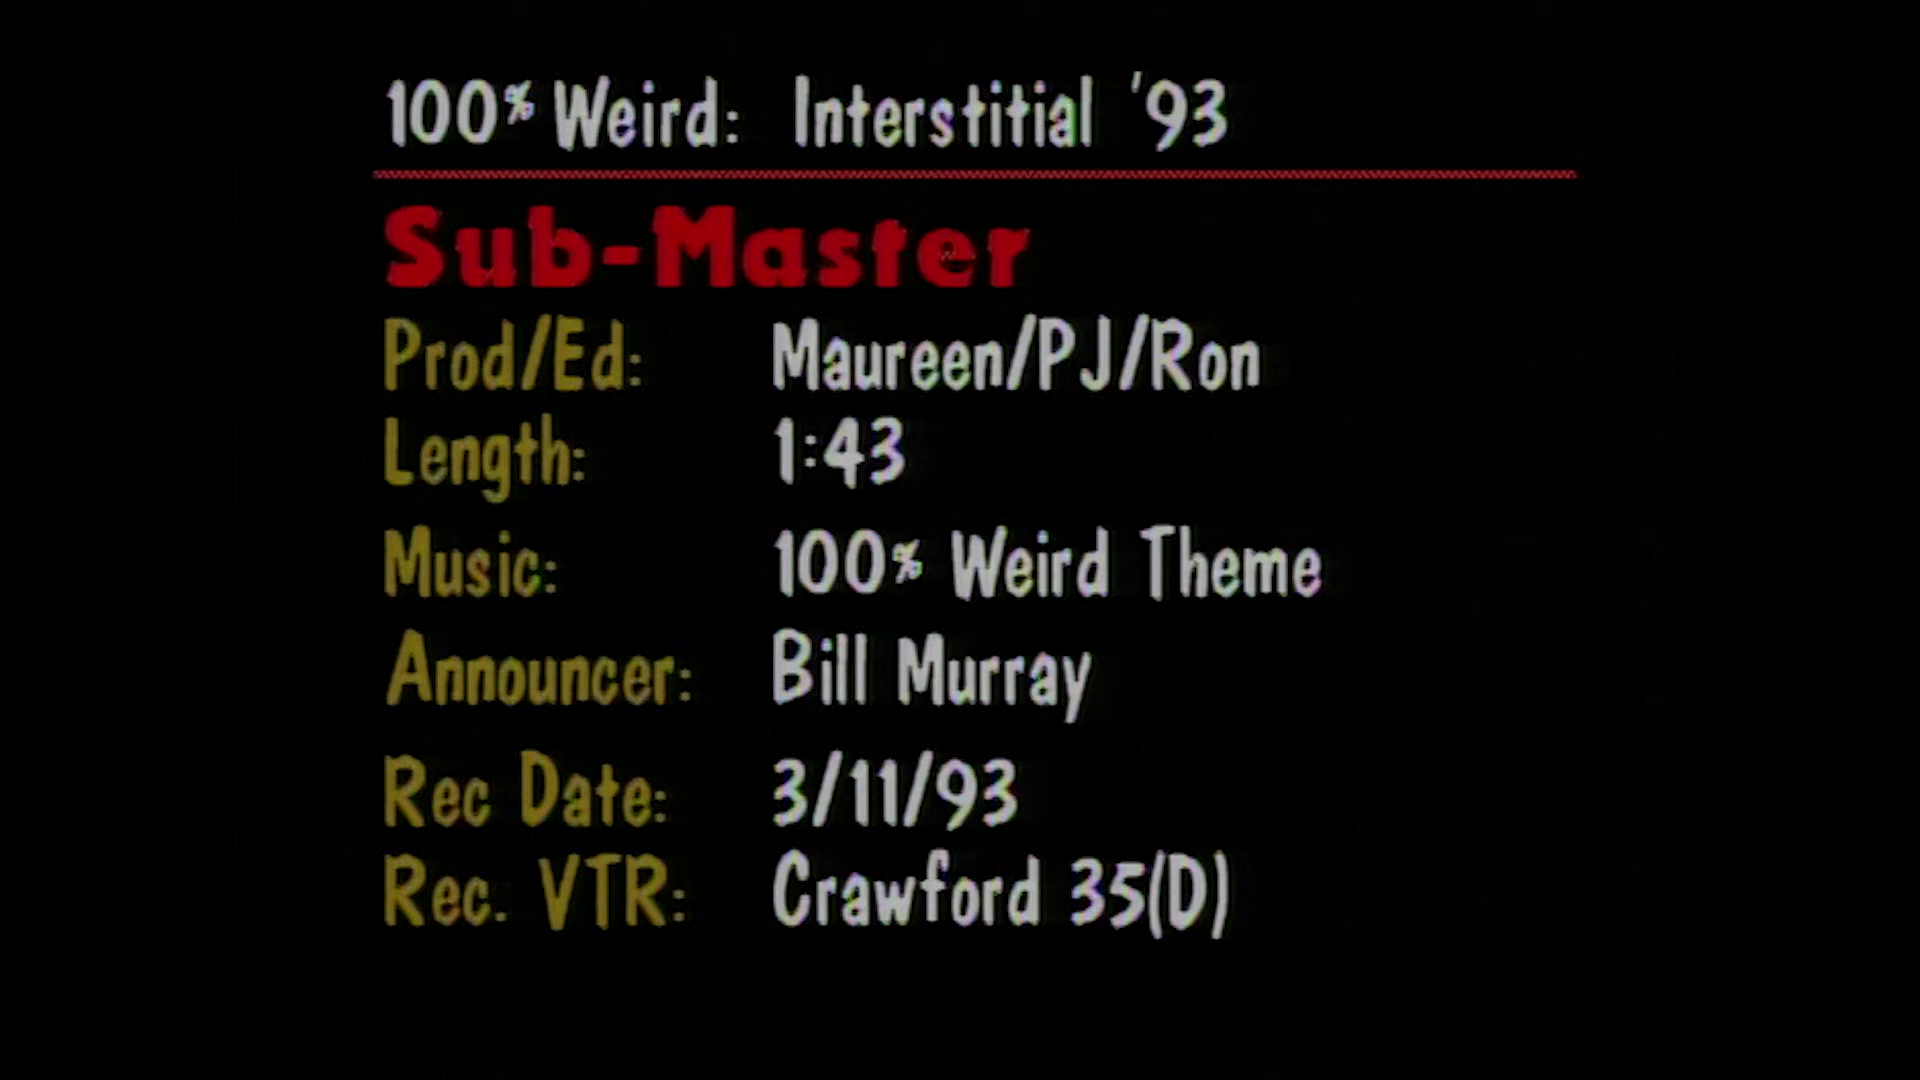 100% Weird: Interstitial '93
Sub-Master
Prod/Ed: Maureen/PJ/Ron
Length: 1:43
Music: 100% Weird Theme
Announcer: Bill Murray
Rec Date: 3/11/93
Rec. VTR: Crawford 35(D)